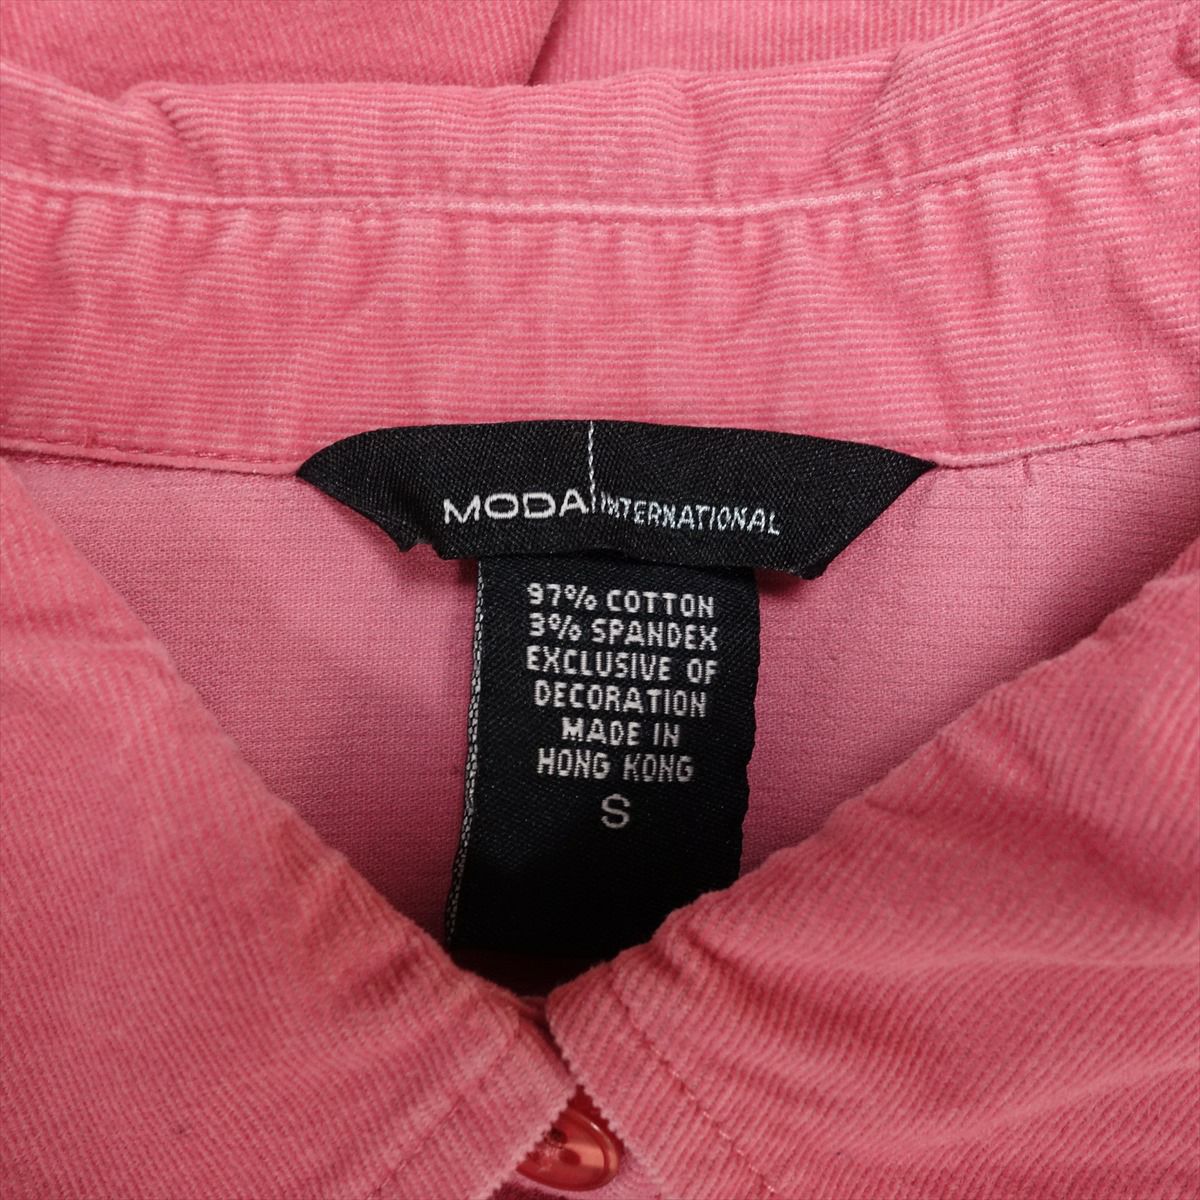 MODA INTERNATIONAL
97% COTTON
3% SPANDEX
EXCLUSIVE OF
DECORATION
MADE IN
HONG KONG
S